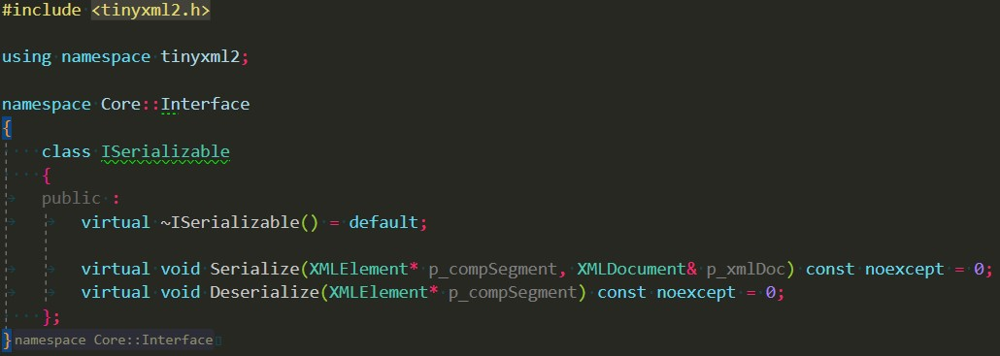 #include <tinyxml2.h>
using namespace tinyxml2;
namespace Core::Interface
{
class ISerializable
{
public :
virtual ~ISerializable() = default;
virtual void Serialize(XMLElement* p_compSegment, XMLDocument& p_xmlDoc) const noexcept = 0;
virtual void Deserialize(XMLElement* p_compSegment) const noexcept = 0;
};
} namespace Core::Interface